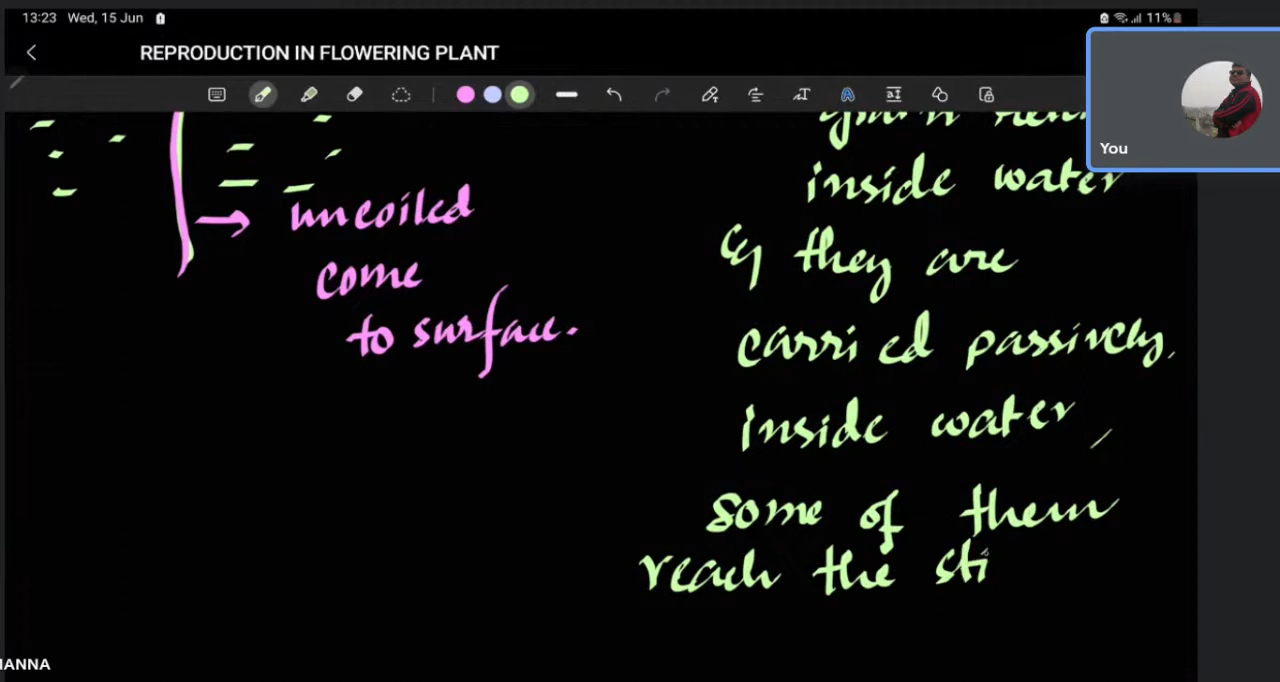 13:23 Wed, 15 Jun
11%
REPRODUCTION IN FLOWERING PLANT
You
inside water
uncoiled
come
to surface.
& they are
carried passively,
inside water,
some of them
reach the sti
MANNA